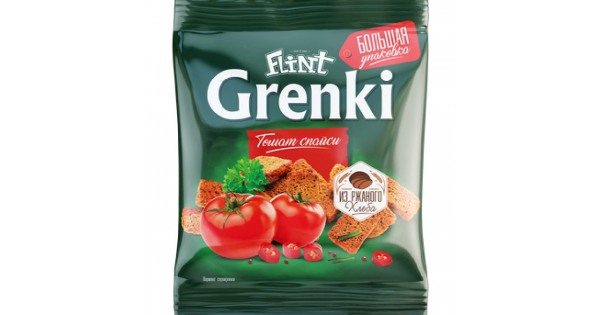 БОЛЬШАЯ
упаковка
FLiNT
Grenki
Томат спайси
ИЗ РЖАНОГО
Хлеба